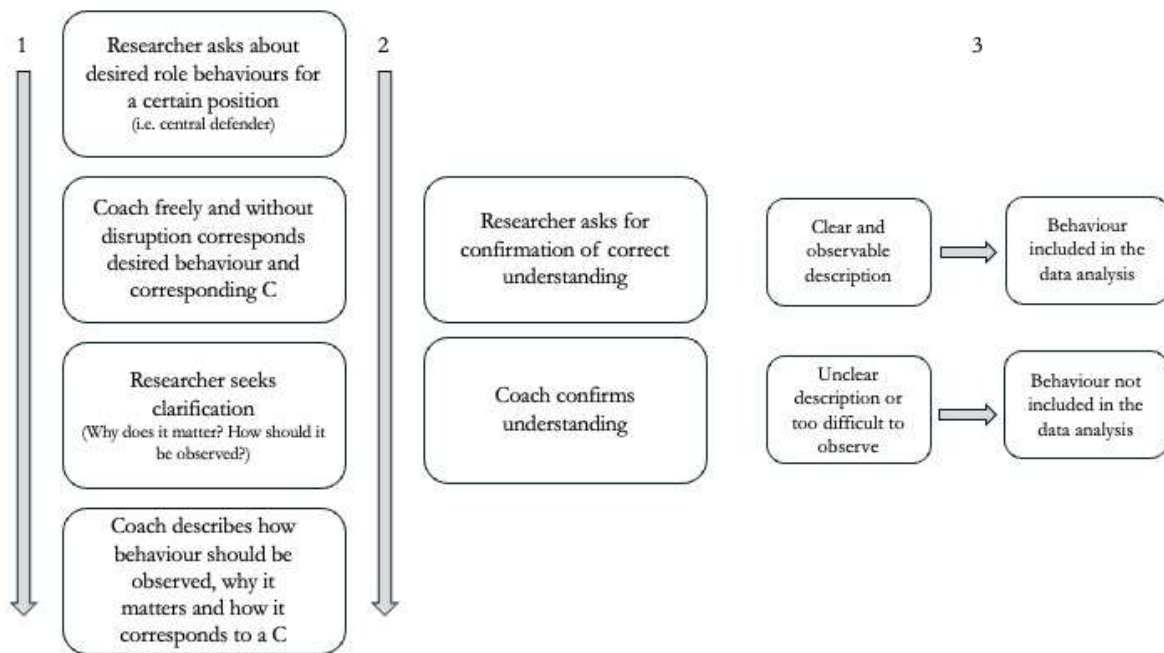 1
Researcher asks about
desired role behaviours for
a certain position
(i.e. central defender)
Coach freely and without
disruption corresponds
desired behaviour and
corresponding C
Researcher seeks
clarification
(Why does it matter? How should it
be observed?)
Coach describes how
behaviour should be
observed, why it
matters and how it
corresponds to a C
2
Researcher asks for
confirmation of correct
understanding
Coach confirms
understanding
3
Clear and
observable
description
Behaviour
included in the
data analysis
Unclear
description or
too difficult to
observe
Behaviour not
included in the
data analysis